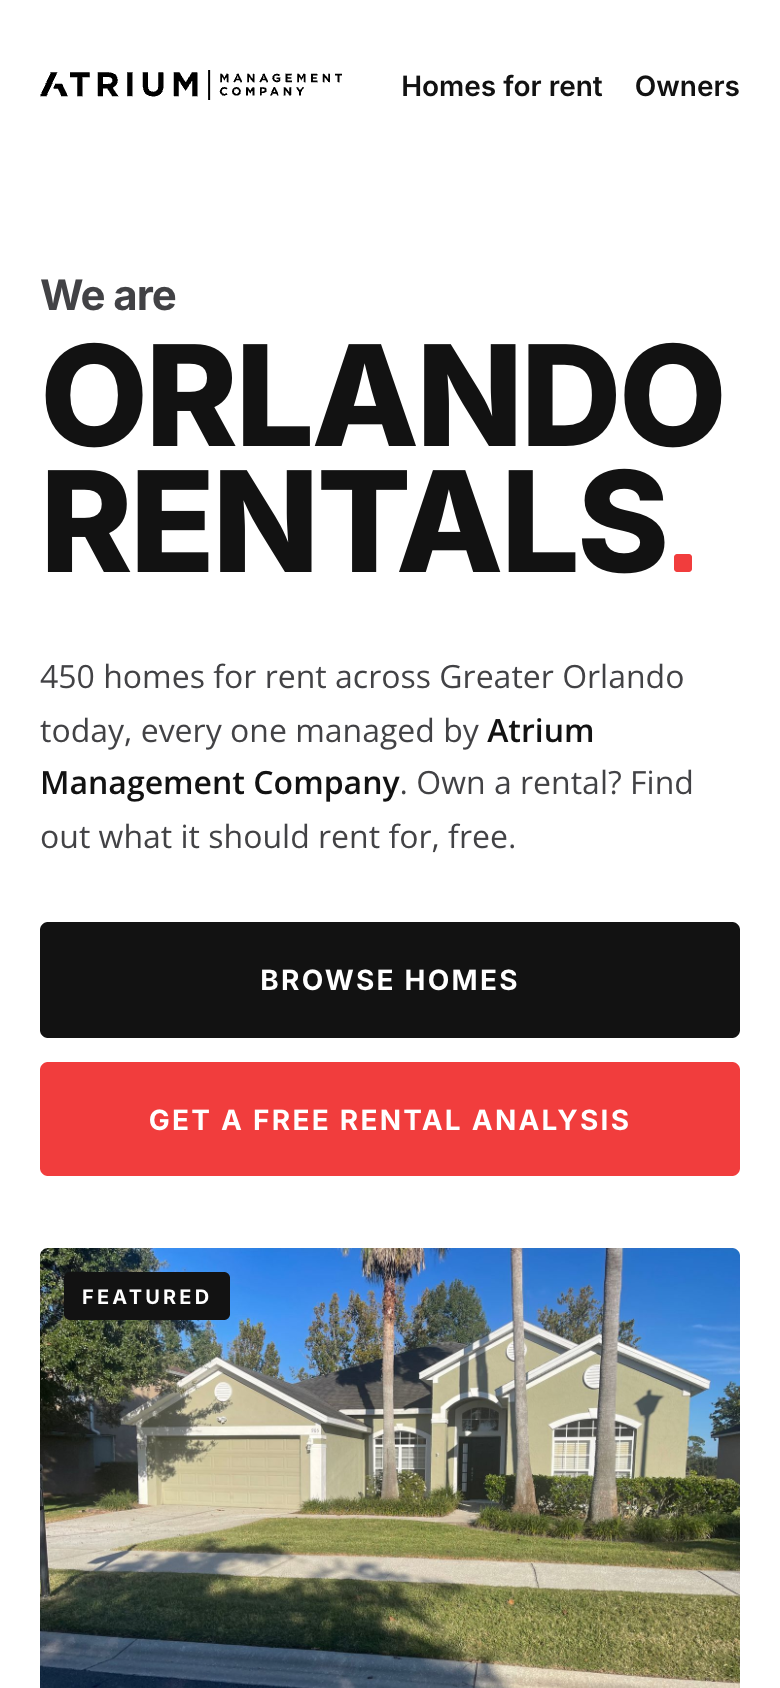 ATRIUM MANAGEMENT COMPANY
Homes for rent
Owners
We are
ORLANDO
RENTALS.
450 homes for rent across Greater Orlando
today, every one managed by Atrium
Management Company. Own a rental? Find
out what it should rent for, free.
BROWSE HOMES
GET A FREE RENTAL ANALYSIS
FEATURED